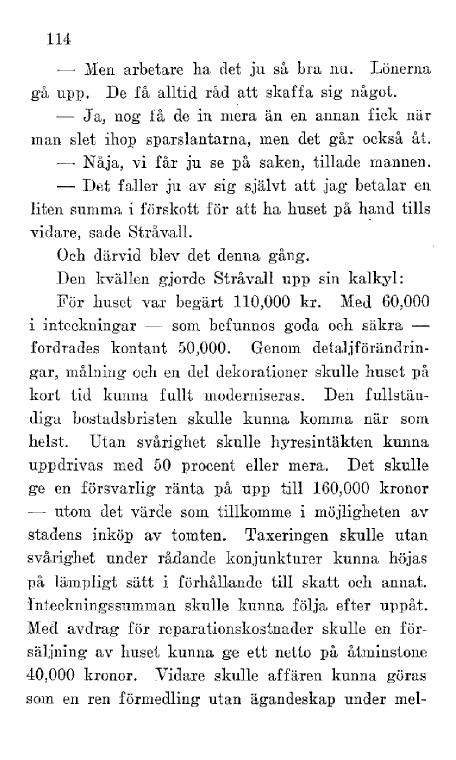 114
— Men arbetare ha det ju så bra nu. Lönerna
gå upp. De få alltid råd att skaffa sig något.
— Ja, nog få de in mera än en annan fick när
man slet ihop sparslantarna, men det går också åt.
— Nåja, vi får ju se på saken, tillade mannen.
— Det faller ju av sig självt att jag betalar en
liten summa i förskott för att ha huset på hand tills
vidare, sade Stråvall.
Och därvid blev det denna gång.
Den kvällen gjorde Stråvall upp sin kalkyl:
För huset var begärt 110,000 kr. Med 60,000
i inteckningar — som befunnos goda och säkra —
fordrades kontant 50,000. Genom detaljförändrin-
gar, målning och en del dekorationer skulle huset på
kort tid kunna fullt moderniseras. Den fullstän-
diga bostadsbristen skulle kunna komma när som
helst. Utan svårighet skulle hyresintäkten kunna
uppdrivas med 50 procent eller mera. Det skulle
ge en försvarlig ränta på upp till 160,000 kronor
— utom det värde som tillkomme i möjligheten av
stadens inköp av tomten. Taxeringen skulle utan
svårighet under rådande konjunkturer kunna höjas
på lämpligt sätt i förhållande till skatt och annat.
Inteckningssumman skulle kunna följa efter uppåt.
Med avdrag för reparationskostnader skulle en för-
säljning av huset kunna ge ett netto på åtminstone
40,000 kronor. Vidare skulle affären kunna göras
som en ren förmedling utan ägandeskap under mel-